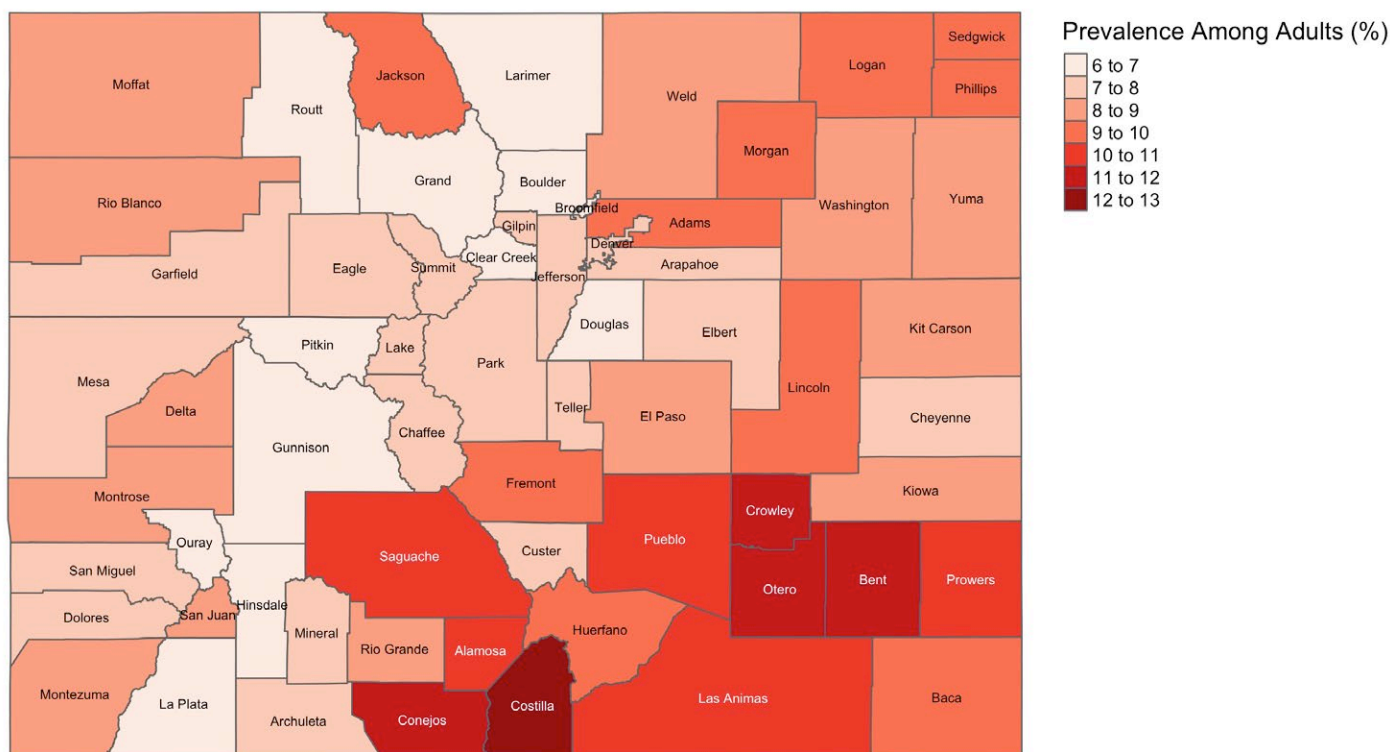 Prevalence Among Adults (%)
6 to 7
7 to 8
8 to 9
9 to 10
10 to 11
11 to 12
12 to 13
Sedgwick
Logan
Jackson
Larimer
Moffat
Phillips
Weld
Routt
Morgan
Grand
Boulder
Yuma
Rio Blanco
Washington
Broomfield
Gilpin
Adams
Denver
Clear Creek
Arapahoe
Eagle
Summit
Garfield
Jefferson
Douglas
Kit Carson
Elbert
Pitkin
Lake
Park
Mesa
Lincoln
Teller
Delta
El Paso
Cheyenne
Chaffee
Gunnison
Fremont
Kiowa
Montrose
Crowley
Pueblo
Ouray
Custer
Saguache
San Miguel
Bent
Prowers
Otero
Hinsdale
San Juan
Dolores
Mineral
Huerfano
Rio Grande
Alamosa
Montezuma
Las Animas
Baca
La Plata
Costilla
Archuleta
Conejos